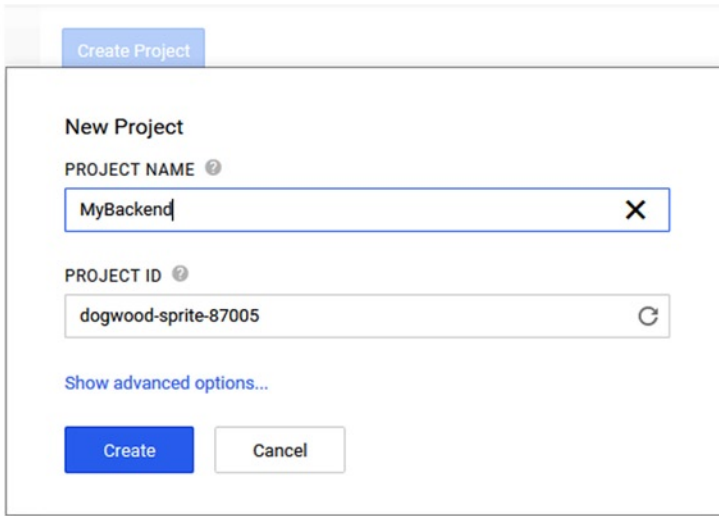 Create Project
New Project
PROJECT NAME ?
MyBackend
PROJECT ID ?
dogwood-sprite-87005
Show advanced options...
Create Cancel